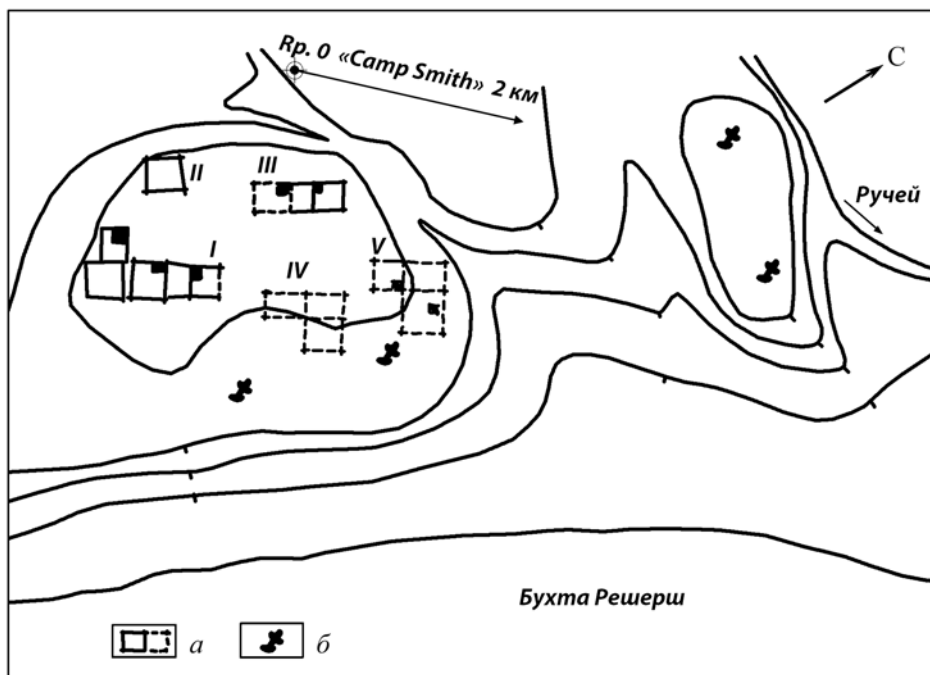 Rp. 0 «Camp Smith» 2 км
С
Ручей
II
III
I
IV
V
Бухта Решерш
а
б